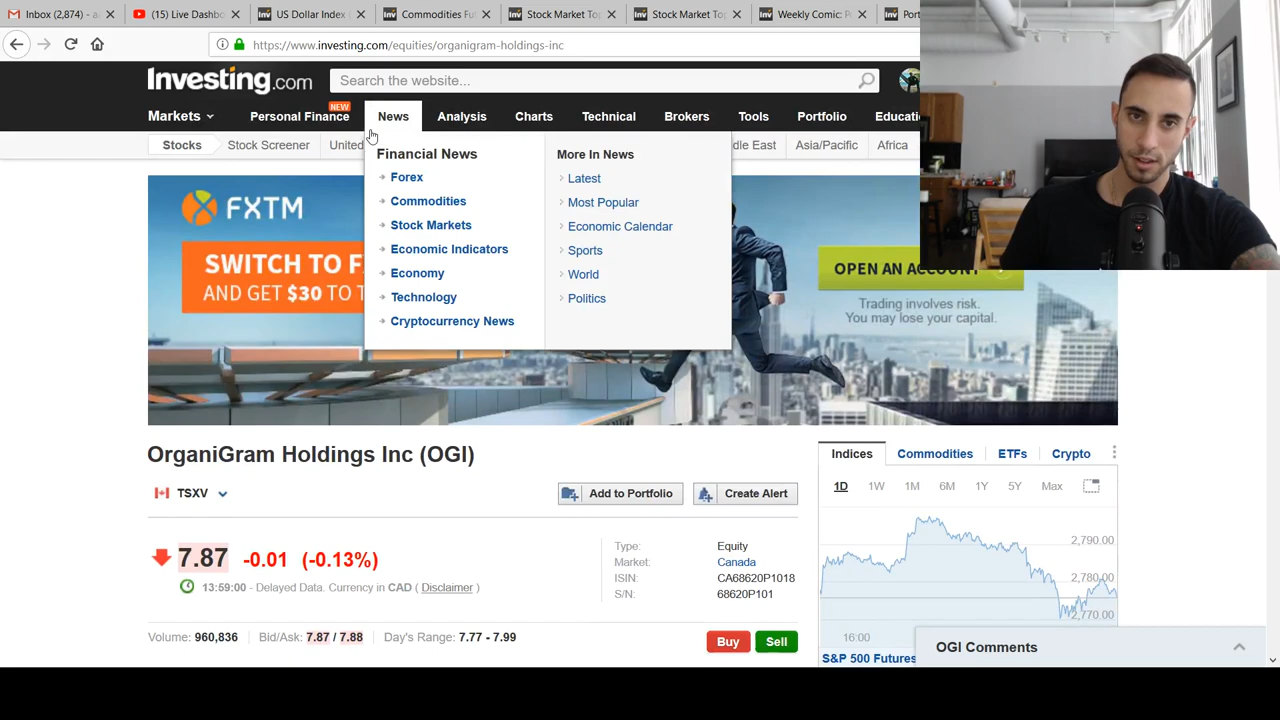 Inbox (2,874) - a
(15) Live Dashbo
US Dollar Index
Commodities Fu
Stock Market To
Stock Market To
Weekly Comic: P
Por
https://www.investing.com/equities/organigram-holdings-inc
Investing.com
Search the website...
Markets
Personal Finance
NEW
News
Analysis
Charts
Technical
Brokers
Tools
Portfolio
Educati
Stocks
Stock Screener
United
dle East
Asia/Pacific
Africa
Financial News
Forex
Commodities
Stock Markets
Economic Indicators
Economy
Technology
Cryptocurrency News
More In News
Latest
Most Popular
Economic Calendar
Sports
World
Politics
FXTM
SWITCH TO F
AND GET $30 TO T
OPEN AN ACCOUNT
Trading involves risk.
You may lose your capital.
OrganiGram Holdings Inc (OGI)
TSXV
Add to Portfolio
Create Alert
7.87 -0.01 (-0.13%)
13:59:00 - Delayed Data. Currency in CAD ( Disclaimer )
Type: Equity
Market: Canada
ISIN: CA68620P1018
S/N: 68620P101
Volume: 960,836
Bid/Ask: 7.87 / 7.88
Day's Range: 7.77 - 7.99
Buy
Sell
Indices
Commodities
ETFs
Crypto
1D 1W 1M 6M 1Y 5Y Max
2,790.00
2,780.00
2,770.00
16:00
S&P 500 Futures
OGI Comments